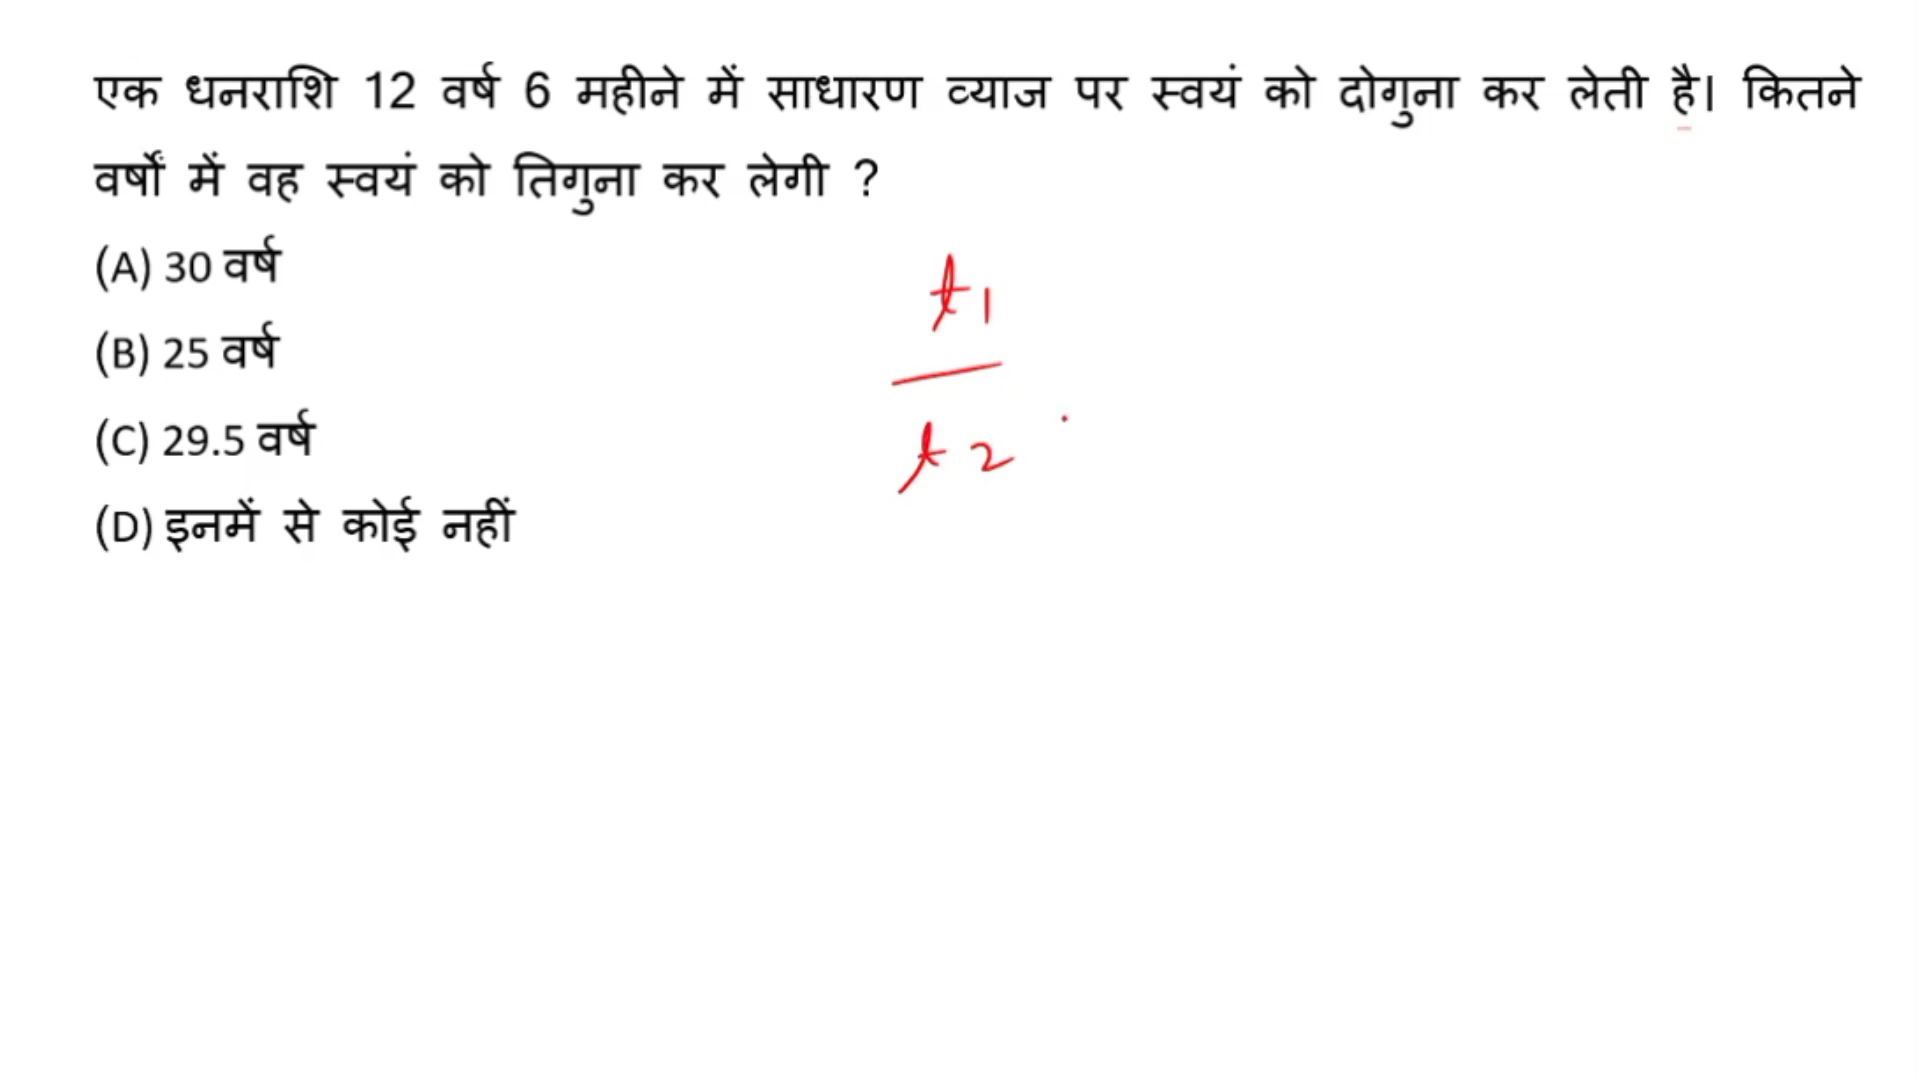 एक धनराशि 12 वर्ष 6 महीने में साधारण व्याज पर स्वयं को दोगुना कर लेती है। कितने
वर्षों में वह स्वयं को तिगुना कर लेगी ?
(A) 30 वर्ष
(B) 25 वर्ष
(C) 29.5 वर्ष
(D) इनमें से कोई नहीं
t1
t2